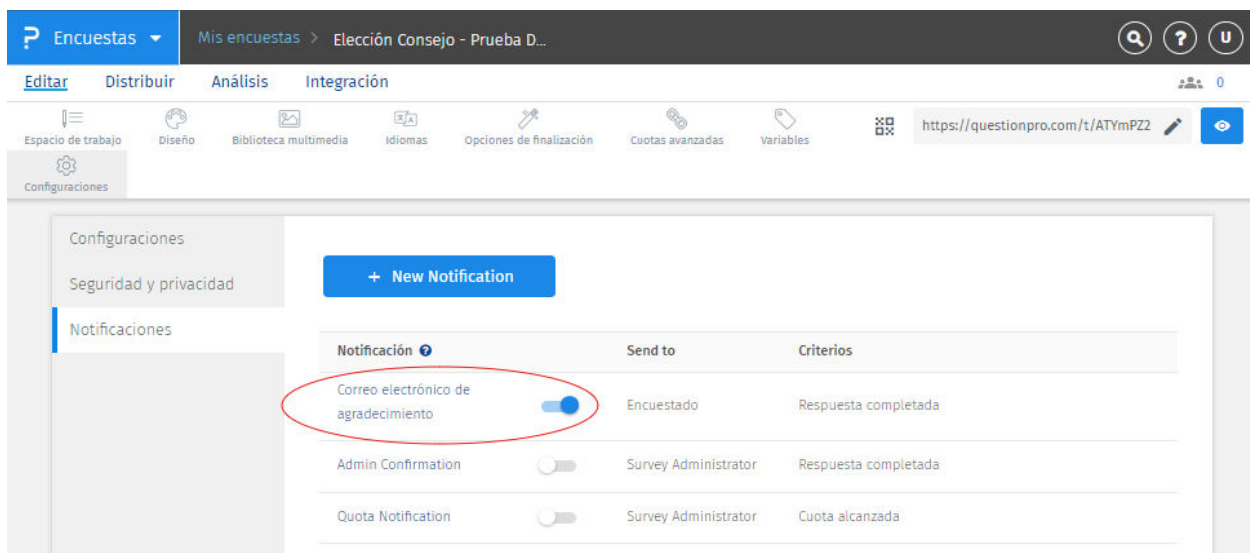 Encuestas
Mis encuestas > Elección Consejo - Prueba D...
U
Editar Distribuir Análisis Integración
0
Espacio de trabajo Diseño Biblioteca multimedia Idiomas Opciones de finalización Cuotas avanzadas Variables https://questionpro.com/t/ATYmPZ2
Configuraciones
Configuraciones
Seguridad y privacidad
Notificaciones
+ New Notification
Notificación Send to Criterios
Correo electrónico de
agradecimiento Encuestado Respuesta completada
Admin Confirmation Survey Administrator Respuesta completada
Quota Notification Survey Administrator Cuota alcanzada